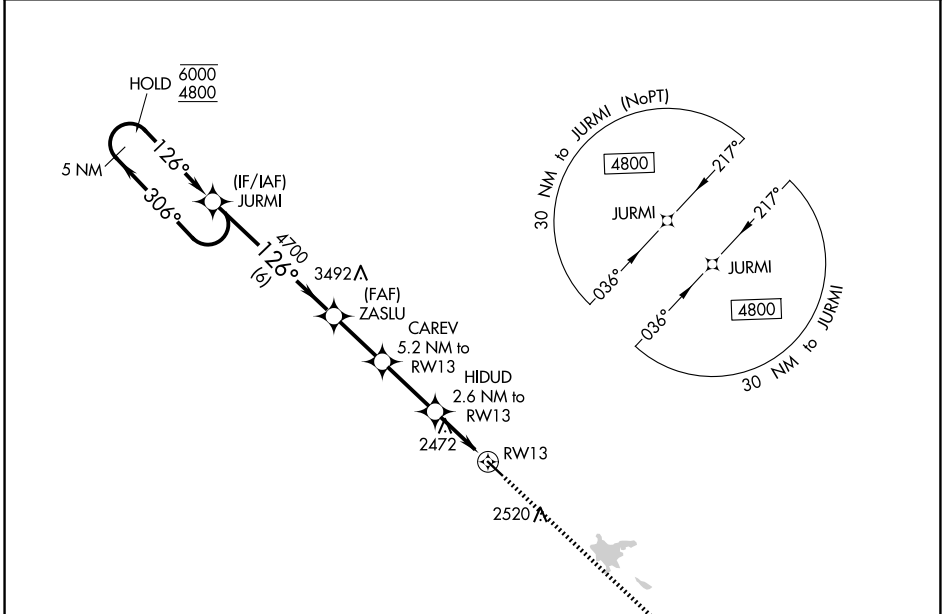 HOLD 6000
4800
5 NM
126°
306°
(IF/IAF)
JURMI
4700
126°
(6)
3492
(FAF)
ZASLU
CAREV
5.2 NM to
RW13
HIDUD
2.6 NM to
RW13
2472
RW13
2520
30 NM to JURMI (NoPT)
4800
217°
JURMI
036°
217°
JURMI
036°
4800
30 NM to JURMI